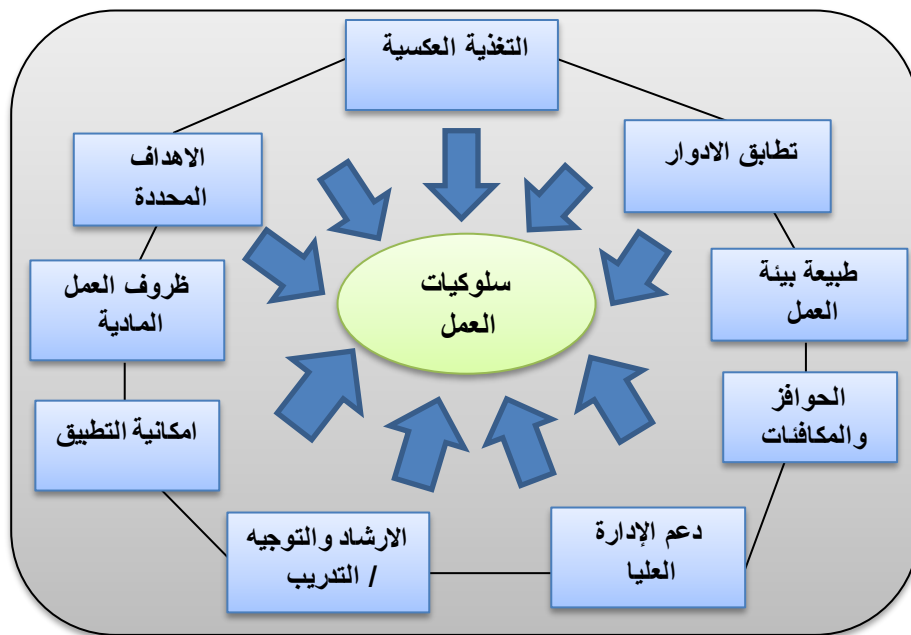 التغذية العكسية
تطابق الادوار
الاهداف
المحددة
طبيعة بيئة
العمل
ظروف العمل
المادية
سلوكيات
العمل
الحوافز
والمكافئات
امكانية التطبيق
دعم الإدارة
العليا
الارشاد والتوجيه
/ التدريب